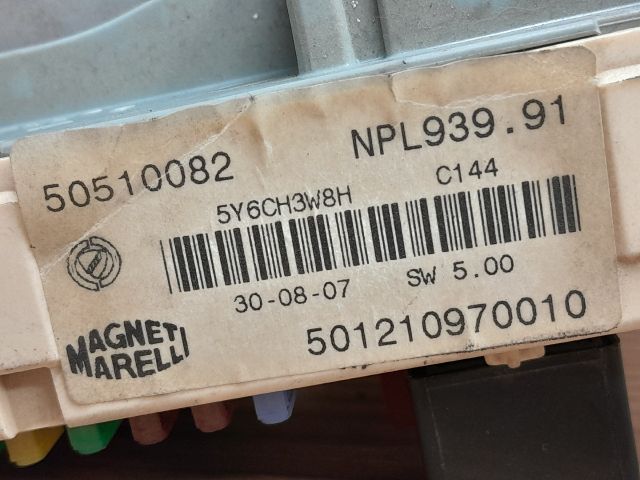 50510082 NPL939.91
5Y6CH3W8H C144
30-08-07 SW 5.00
MAGNETI MARELLI
501210970010